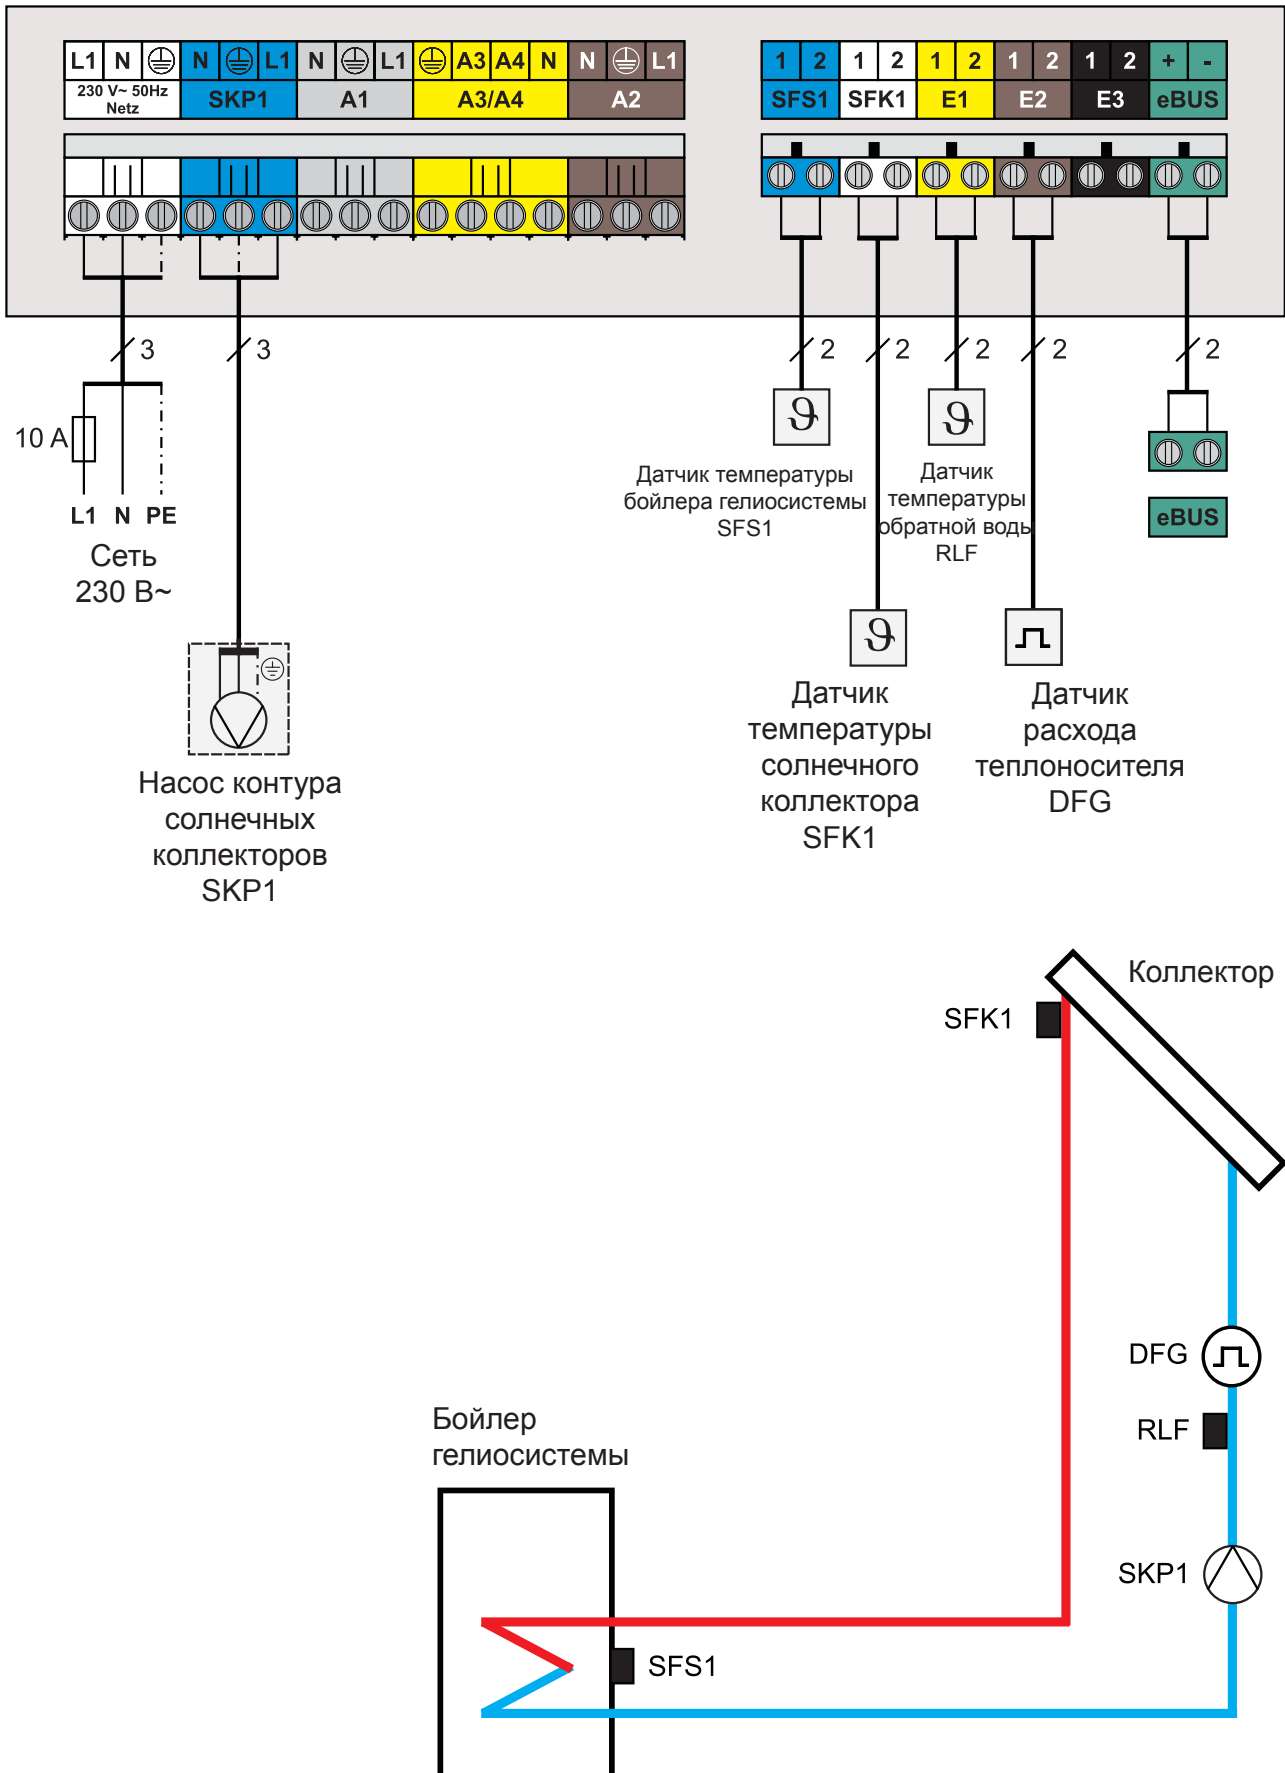 L1 N N L1 N L1 A3 A4 N N L1
230 V~ 50Hz
Netz
SKP1 A1 A3/A4 A2
1 2 1 2 1 2 1 2 1 2 + -
SFS1 SFK1 E1 E2 E3 eBUS
3 3 2 2 2 2 2
10 A
L1 N PE
Сеть
230 В~
Датчик температуры
бойлера гелиосистемы
SFS1
Датчик
температуры
обратной водь
RLF
eBUS
Насос контура
солнечных
коллекторов
SKP1
Датчик
температуры
солнечного
коллектора
SFK1
Датчик
расхода
теплоносителя
DFG
Коллектор
SFK1
DFG
RLF
Бойлер
гелиосистемы
SKP1
SFS1